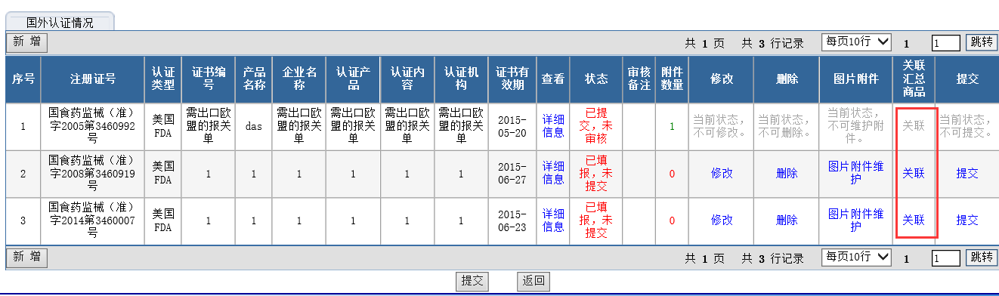 国外认证情况
新 增 共 1 页 共 3 行记录 每页10行 1 1 跳转
序号 注册证号 认证类型 证书编号 产品名称 企业名称 认证产品 认证内容 认证机构 证书有效期 查看 状态 审核备注 附件数量 修改 删除 图片附件 关联汇总商品 提交
1 国食药监械（准）字2005第3460992号 美国FDA 需出口欧盟的报关单 das 需出口欧盟的报关单 需出口欧盟的报关单 需出口欧盟的报关单 需出口欧盟的报关单 2015-05-20 详细信息 已提交，未审核 1 当前状态，不可修改。 当前状态，不可删除。 当前状态，不可维护附件。 关联 当前状态，不可提交。
2 国食药监械（准）字2008第3460919号 美国FDA 1 1 1 1 1 1 2015-06-27 详细信息 已填报，未提交 0 修改 删除 图片附件维护 关联 提交
3 国食药监械（准）字2014第3460007号 美国FDA 1 1 1 1 1 1 2015-06-23 详细信息 已填报，未提交 0 修改 删除 图片附件维护 关联 提交
新 增 共 1 页 共 3 行记录 每页10行 1 1 跳转
提交 返回